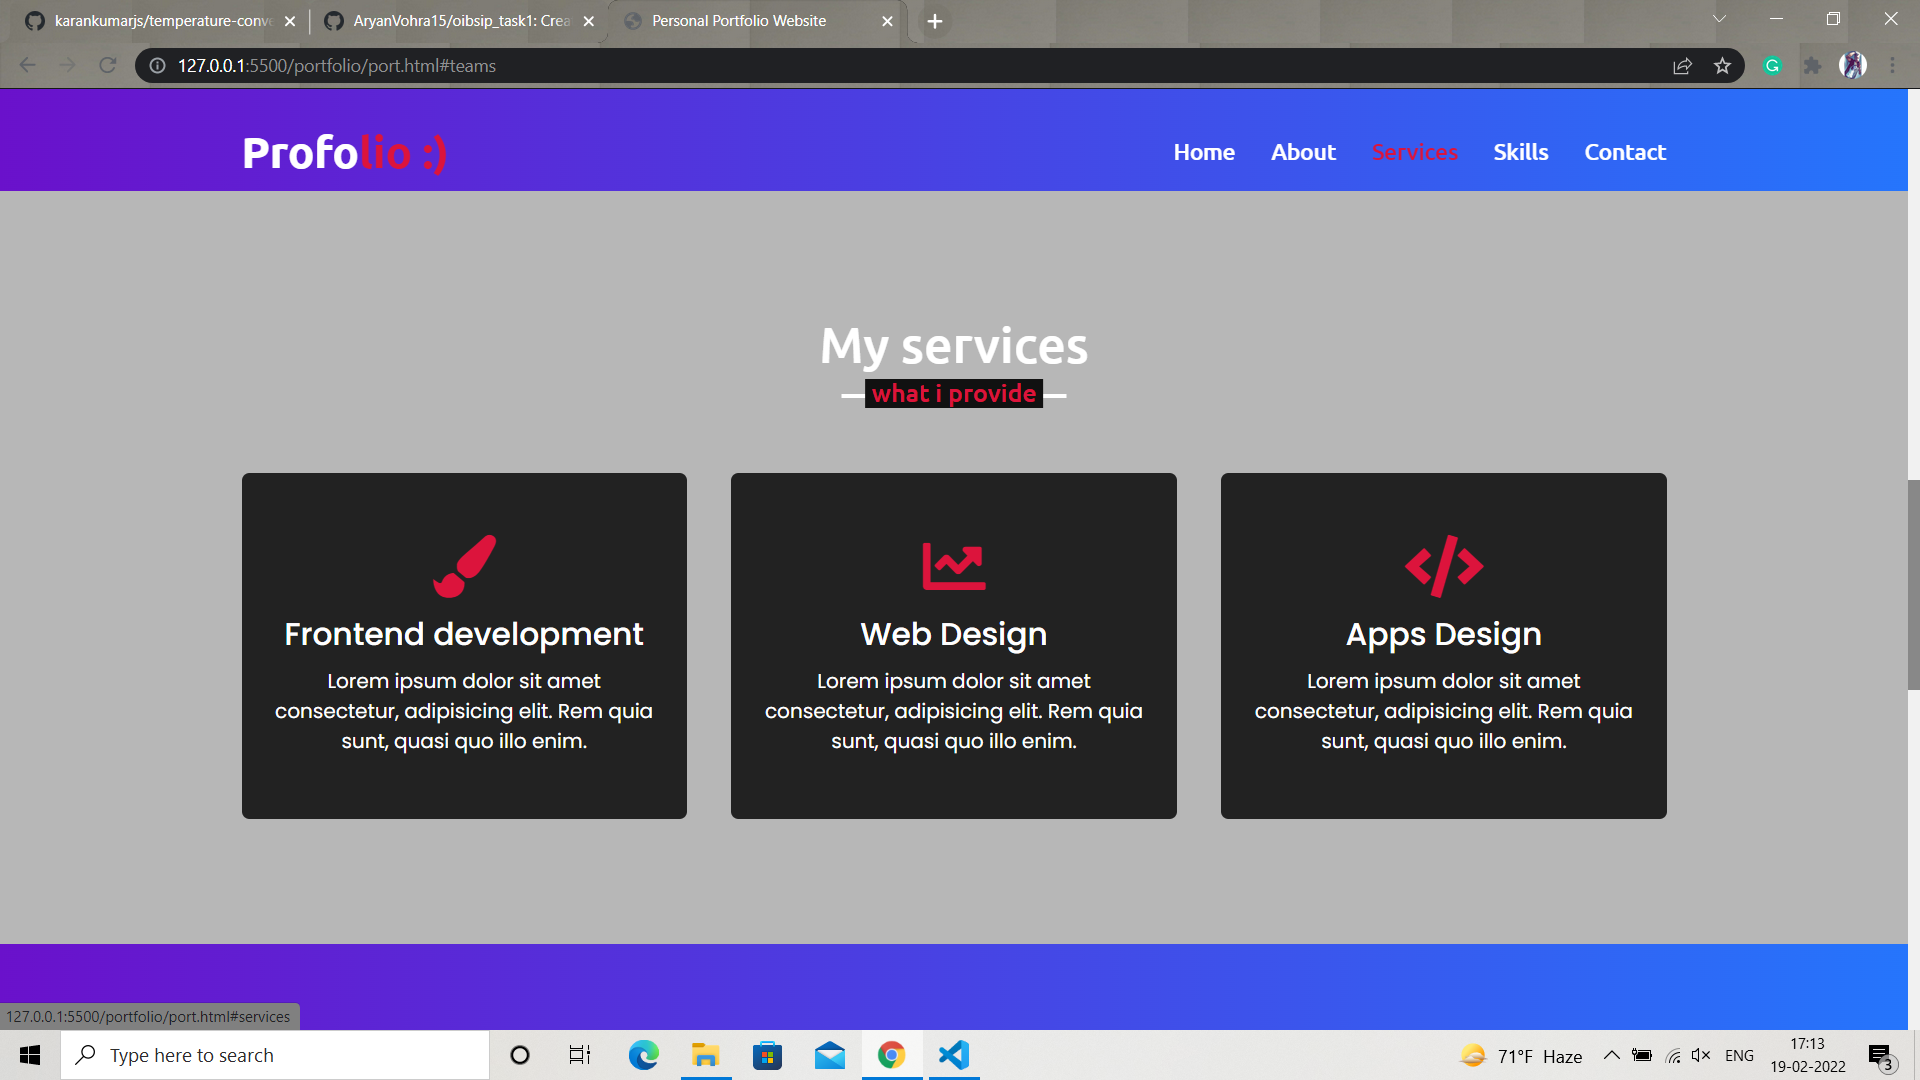 karankumarjs/temperature-conve
AryanVohra15/oibsip_task1: Crea
Personal Portfolio Website
127.0.0.1:5500/portfolio/port.html#teams
Profolio :)
Home About Services Skills Contact
My services
what i provide
Frontend development
Lorem ipsum dolor sit amet
consectetur, adipisicing elit. Rem quia
sunt, quasi quo illo enim.
Web Design
Lorem ipsum dolor sit amet
consectetur, adipisicing elit. Rem quia
sunt, quasi quo illo enim.
Apps Design
Lorem ipsum dolor sit amet
consectetur, adipisicing elit. Rem quia
sunt, quasi quo illo enim.
127.0.0.1:5500/portfolio/port.html#services
Type here to search
71°F Haze
ENG
17:13
19-02-2022
3